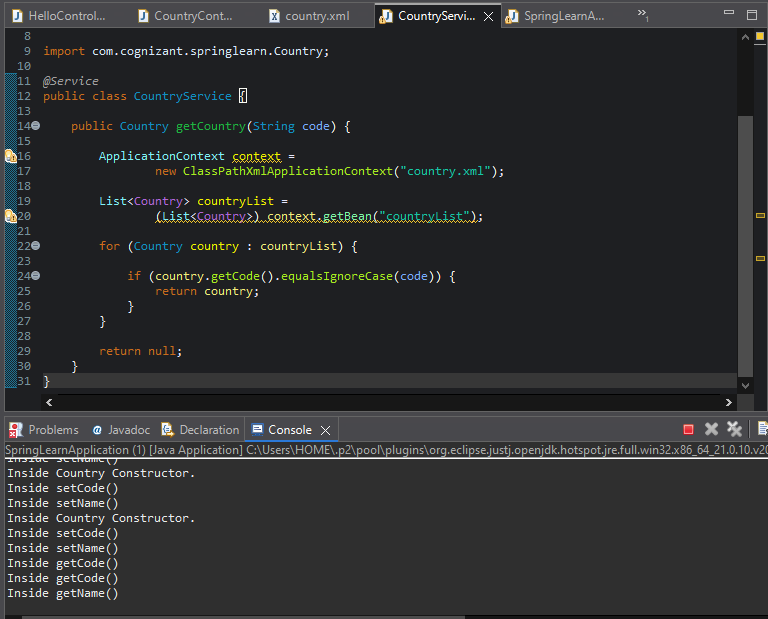 HelloControl...
CountryCont...
country.xml
CountryServi...
SpringLearnA...
»1
8
9 import com.cognizant.springlearn.Country;
10
11 @Service
12 public class CountryService {
13
14     public Country getCountry(String code) {
15
16         ApplicationContext context =
17                 new ClassPathXmlApplicationContext("country.xml");
18
19         List<Country> countryList =
20                 (List<Country>) context.getBean("countryList");
21
22         for (Country country : countryList) {
23
24             if (country.getCode().equalsIgnoreCase(code)) {
25                 return country;
26             }
27         }
28
29         return null;
30     }
31 }
Problems
Javadoc
Declaration
Console
SpringLearnApplication (1) [Java Application] C:\Users\HOME\.p2\pool\plugins\org.eclipse.justj.openjdk.hotspot.jre.full.win32.x86_64_21.0.10.v20
Inside setName()
Inside Country Constructor.
Inside setCode()
Inside setName()
Inside Country Constructor.
Inside setCode()
Inside setName()
Inside getCode()
Inside getCode()
Inside getName()